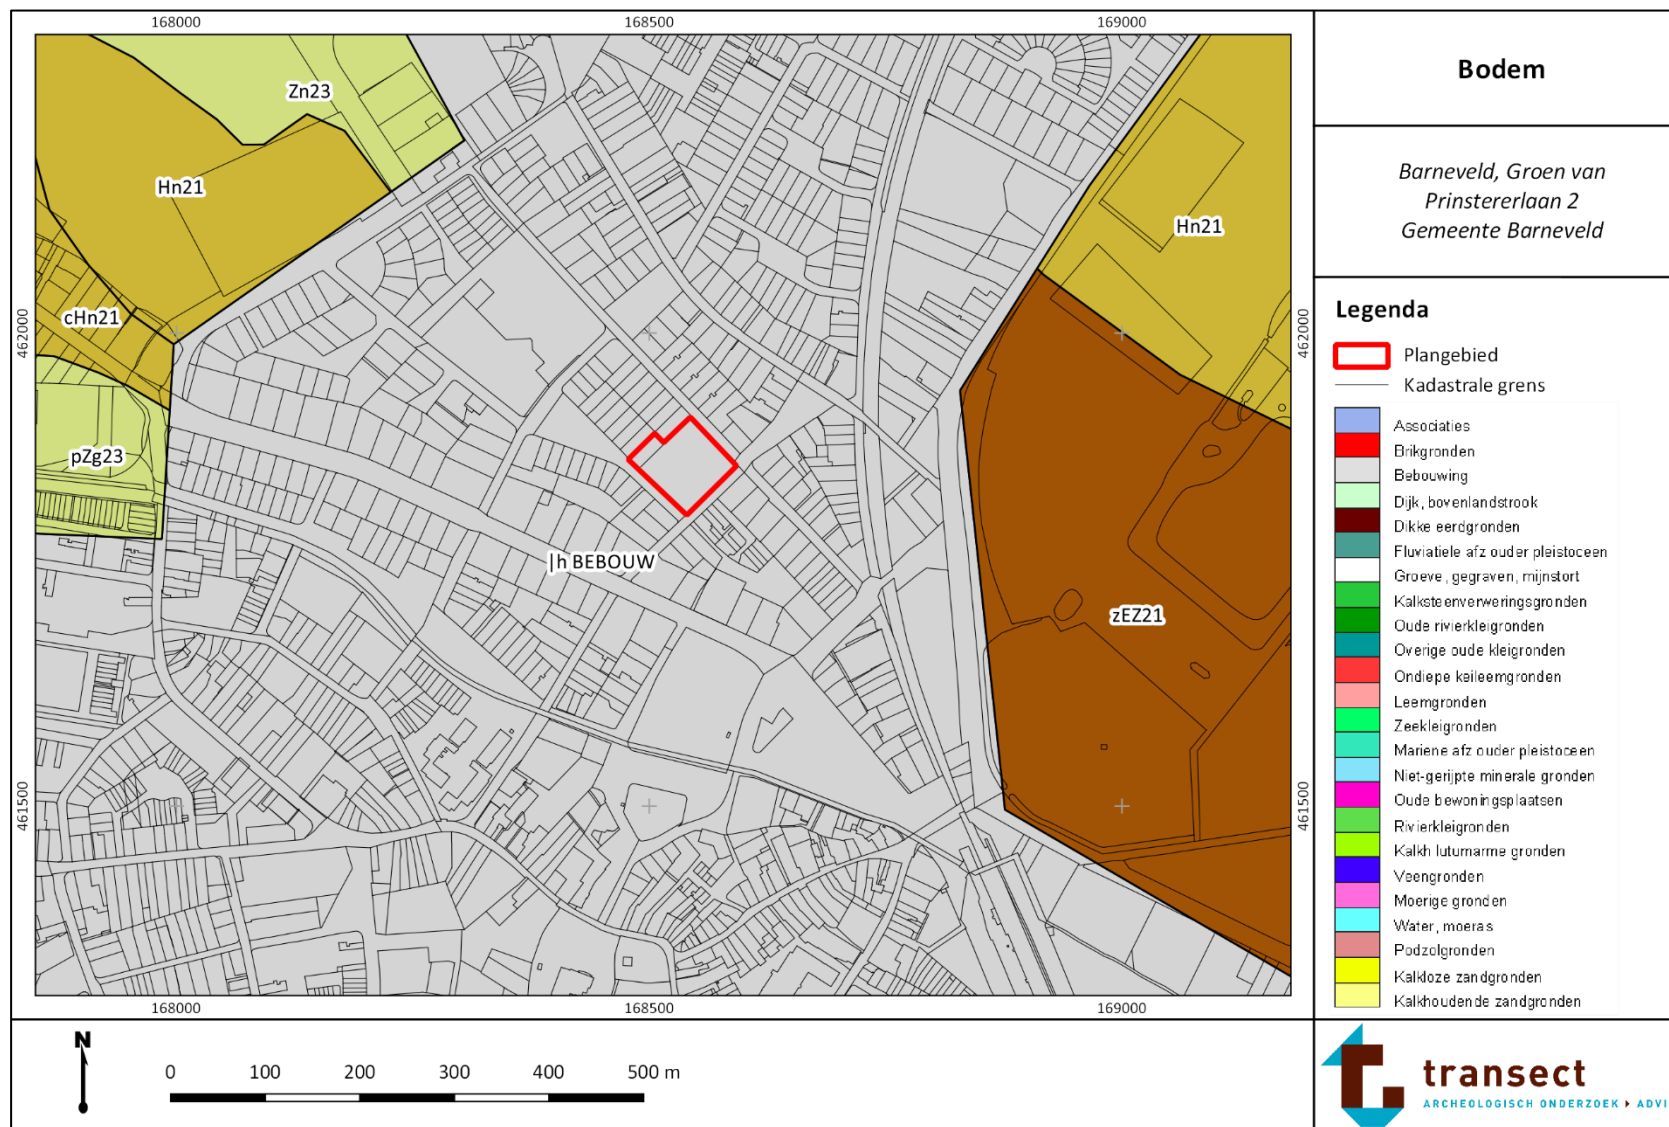 168000
168500
169000
Zn23
Hn21
cHn21
pZg23
Hn21
zEZ21
|h BEBOUW
462000
462000
461500
461500
168000
168500
169000
Bodem
Barneveld, Groen van
Prinstererlaan 2
Gemeente Barneveld
Legenda
Plangebied
Kadastrale grens
Associaties
Brikgronden
Bebouwing
Dijk, bovenlandstrook
Dikke eerdgronden
Fluviatiele afz ouder pleistoceen
Groeve, gegraven, mijnstort
Kalksteenverweringsgronden
Oude rivierkleigronden
Overige oude kleigronden
Ondiepe keileemgronden
Leemgronden
Zeekleigronden
Mariene afz ouder pleistoceen
Niet-gerijpte minerale gronden
Oude bewoningsplaatsen
Rivierkleigronden
Kalkh lutumarme gronden
Veengronden
Moerige gronden
Water, moeras
Podzolgronden
Kalkloze zandgronden
Kalkhoudende zandgronden
N
0 100 200 300 400 500 m
transect
ARCHEOLOGISCH ONDERZOEK ADVI